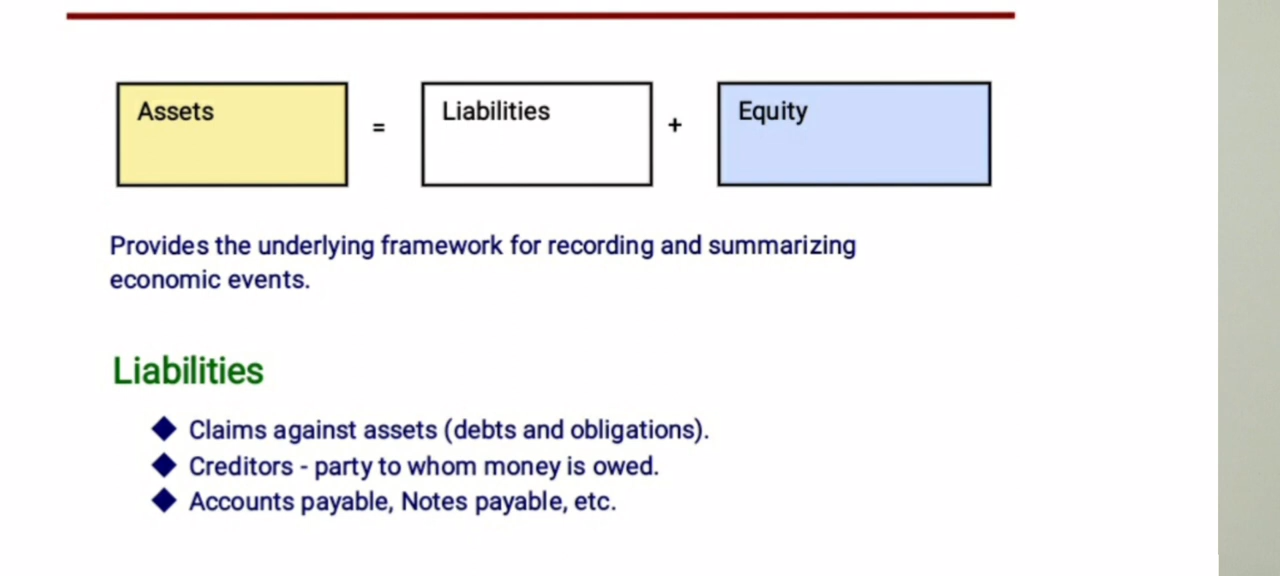 Assets = Liabilities + Equity
Provides the underlying framework for recording and summarizing
economic events.
Liabilities
Claims against assets (debts and obligations).
Creditors - party to whom money is owed.
Accounts payable, Notes payable, etc.